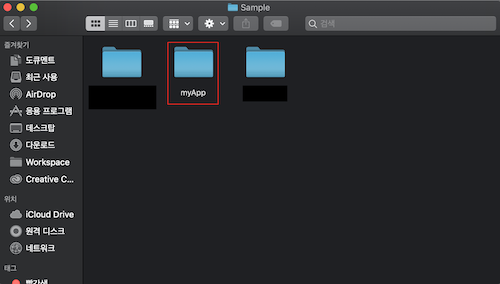 Sample
검색
즐겨찾기
도큐멘트
최근 사용
AirDrop
응용 프로그램
데스크탑
다운로드
Workspace
Creative C...
위치
iCloud Drive
원격 디스크
네트워크
태그
빨간색
myApp